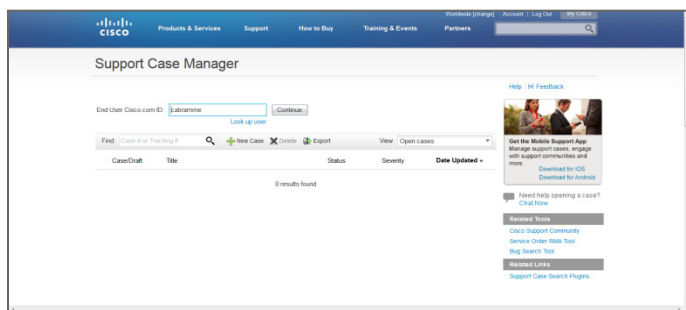 Worldwide [change] Account | Log Out My Cisco
CISCO Products & Services Support How to Buy Training & Events Partners
Support Case Manager
Help | Feedback
End User Cisco.com ID: Continue
Look up user
Find: Case # or Tracking # New Case Delete Export View Open cases
Case/Draft Title Status Severity Date Updated
0 results found
Get the Mobile Support App
Manage support cases, engage
with support communities and
more.
Download for iOS
Download for Android
Need help opening a case?
Chat Now
Related Tools
Cisco Support Community
Service Order RMA Tool
Bug Search Tool
Related Links
Support Case Search Plugins